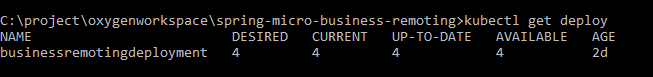 C:\project\oxygenworkspace\spring-micro-business-remoting>kubectl get deploy
NAME DESIRED CURRENT UP-TO-DATE AVAILABLE AGE
businessremotingdeployment 4 4 4 4 2d